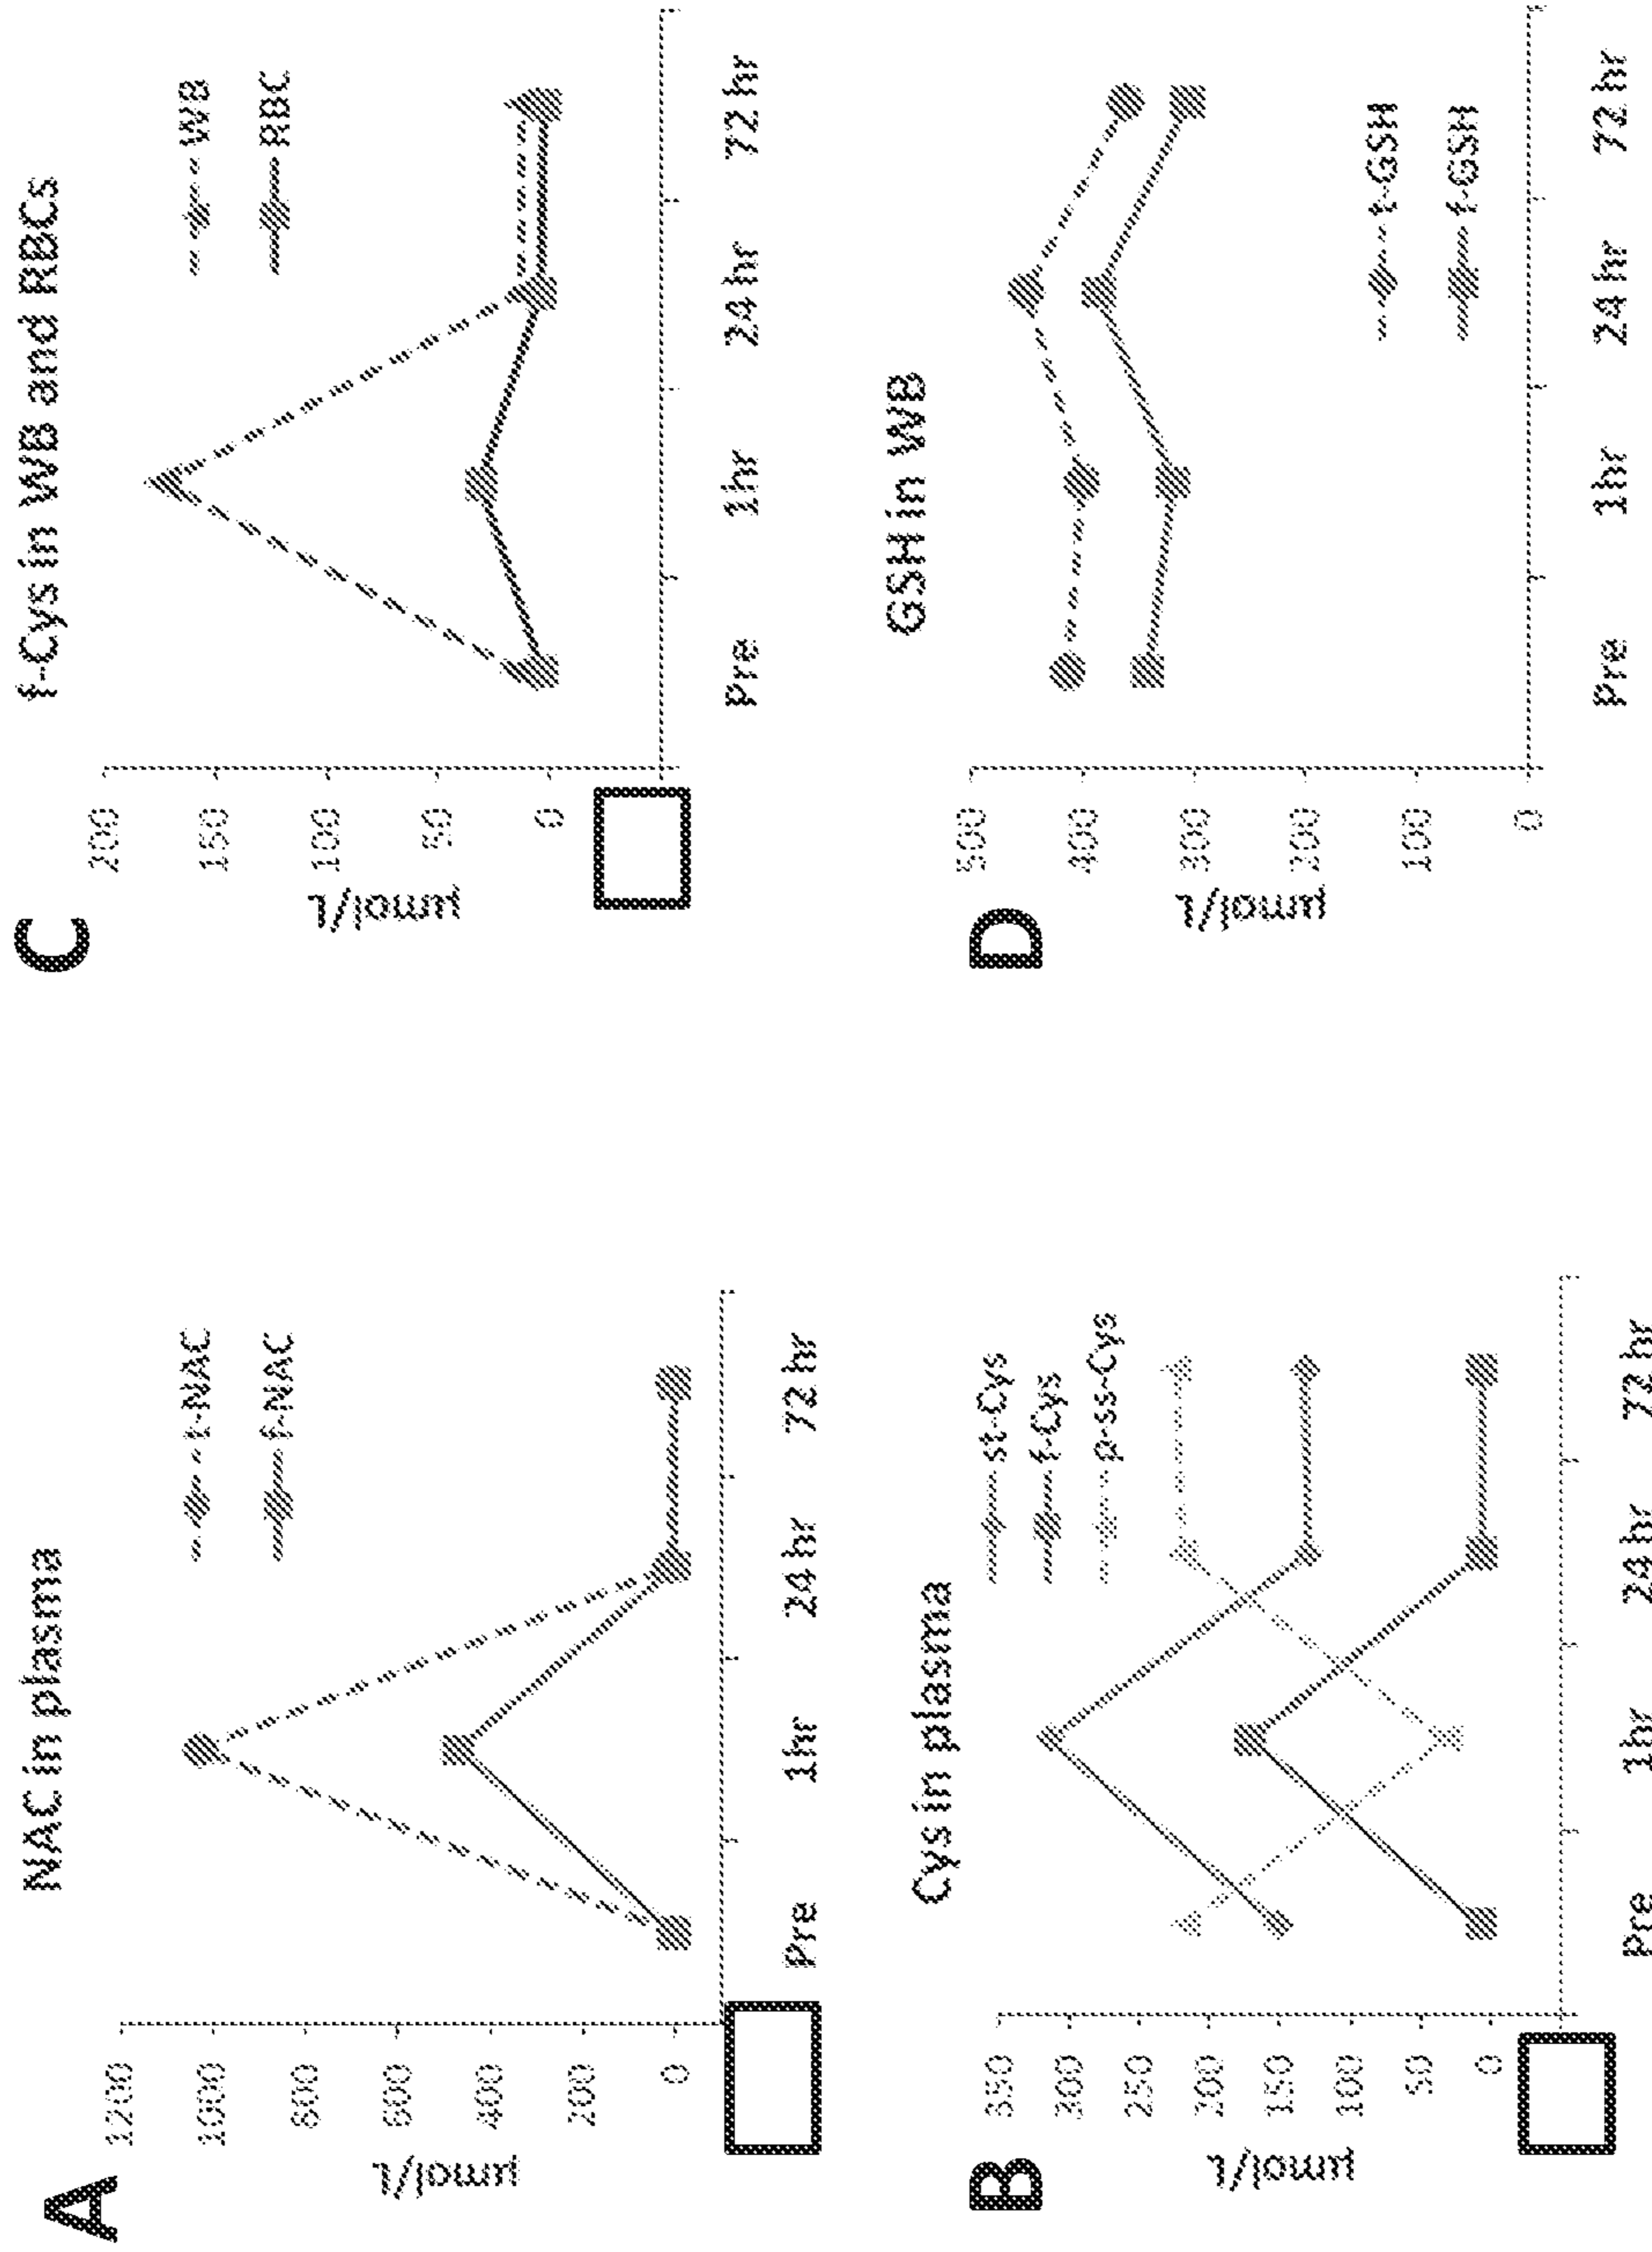 A
NAC in plasma
µmol/L
1200
1000
800
600
400
200
0
t-NAC
f-NAC
Pre 1hr 24 hr 72 hr
B
Cys in plasma
µmol/L
350
300
250
200
150
100
50
0
st-Cys
f-Cys
p-ss-Cys
Pre 1hr 24 hr 72 hr
C
f-Cys in WB and RBCs
µmol/L
200
150
100
50
0
WB
RBC
Pre 1hr 24 hr 72 hr
D
GSH in WB
µmol/L
500
400
300
200
100
0
t-GSH
f-GSH
Pre 1hr 24 hr 72 hr